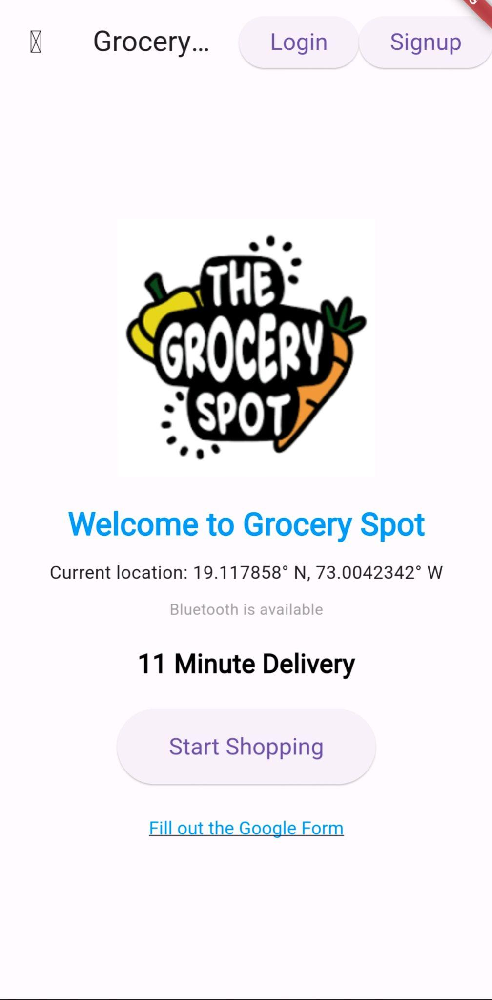 Grocery...
Login
Signup
THE
GROCERY
SPOT
Welcome to Grocery Spot
Current location: 19.117858° N, 73.0042342° W
Bluetooth is available
11 Minute Delivery
Start Shopping
Fill out the Google Form